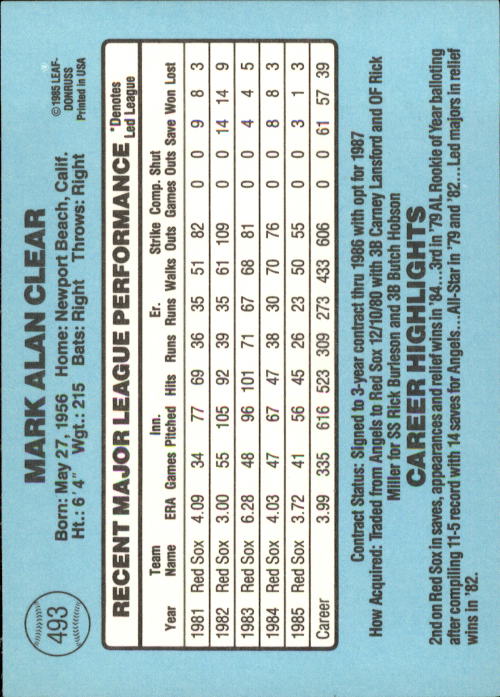 493
MARK ALAN CLEAR
©1985 LEAF-
DONRUSS
Printed in USA
Born: May 27, 1956 Home: Newport Beach, Calif.
Ht.: 6' 4" Wgt.: 215 Bats: Right Throws: Right
RECENT MAJOR LEAGUE PERFORMANCE *Denotes
Led League
Team Inn. Er. Strike Comp. Shut
Year Name ERA Games Pitched Hits Runs Runs Walks Outs Games Outs Save Won Lost
1981 Red Sox 4.09 34 77 69 36 35 51 82 0 0 9 8 3
1982 Red Sox 3.00 55 105 92 39 35 61 109 0 0 14 14 9
1983 Red Sox 6.28 48 96 101 71 67 68 81 0 0 4 4 5
1984 Red Sox 4.03 47 67 47 38 30 70 76 0 0 8 8 3
1985 Red Sox 3.72 41 56 45 26 23 50 55 0 0 3 1 3
Career 3.99 335 616 523 309 273 433 606 61 57 39
Contract Status: Signed to 3-year contract thru 1986 with opt for 1987
How Acquired: Traded from Angels to Red Sox 12/10/80 with 3B Carney Lansford and OF Rick
Miller for SS Rick Burleson and 3B Butch Hobson
CAREER HIGHLIGHTS
2nd on Red Sox in saves, appearances and relief wins in '84...3rd in '79 AL Rookie of Year balloting
after compiling 11-5 record with 14 saves for Angels...All-Star in '79 and '82...Led majors in relief
wins in '82.